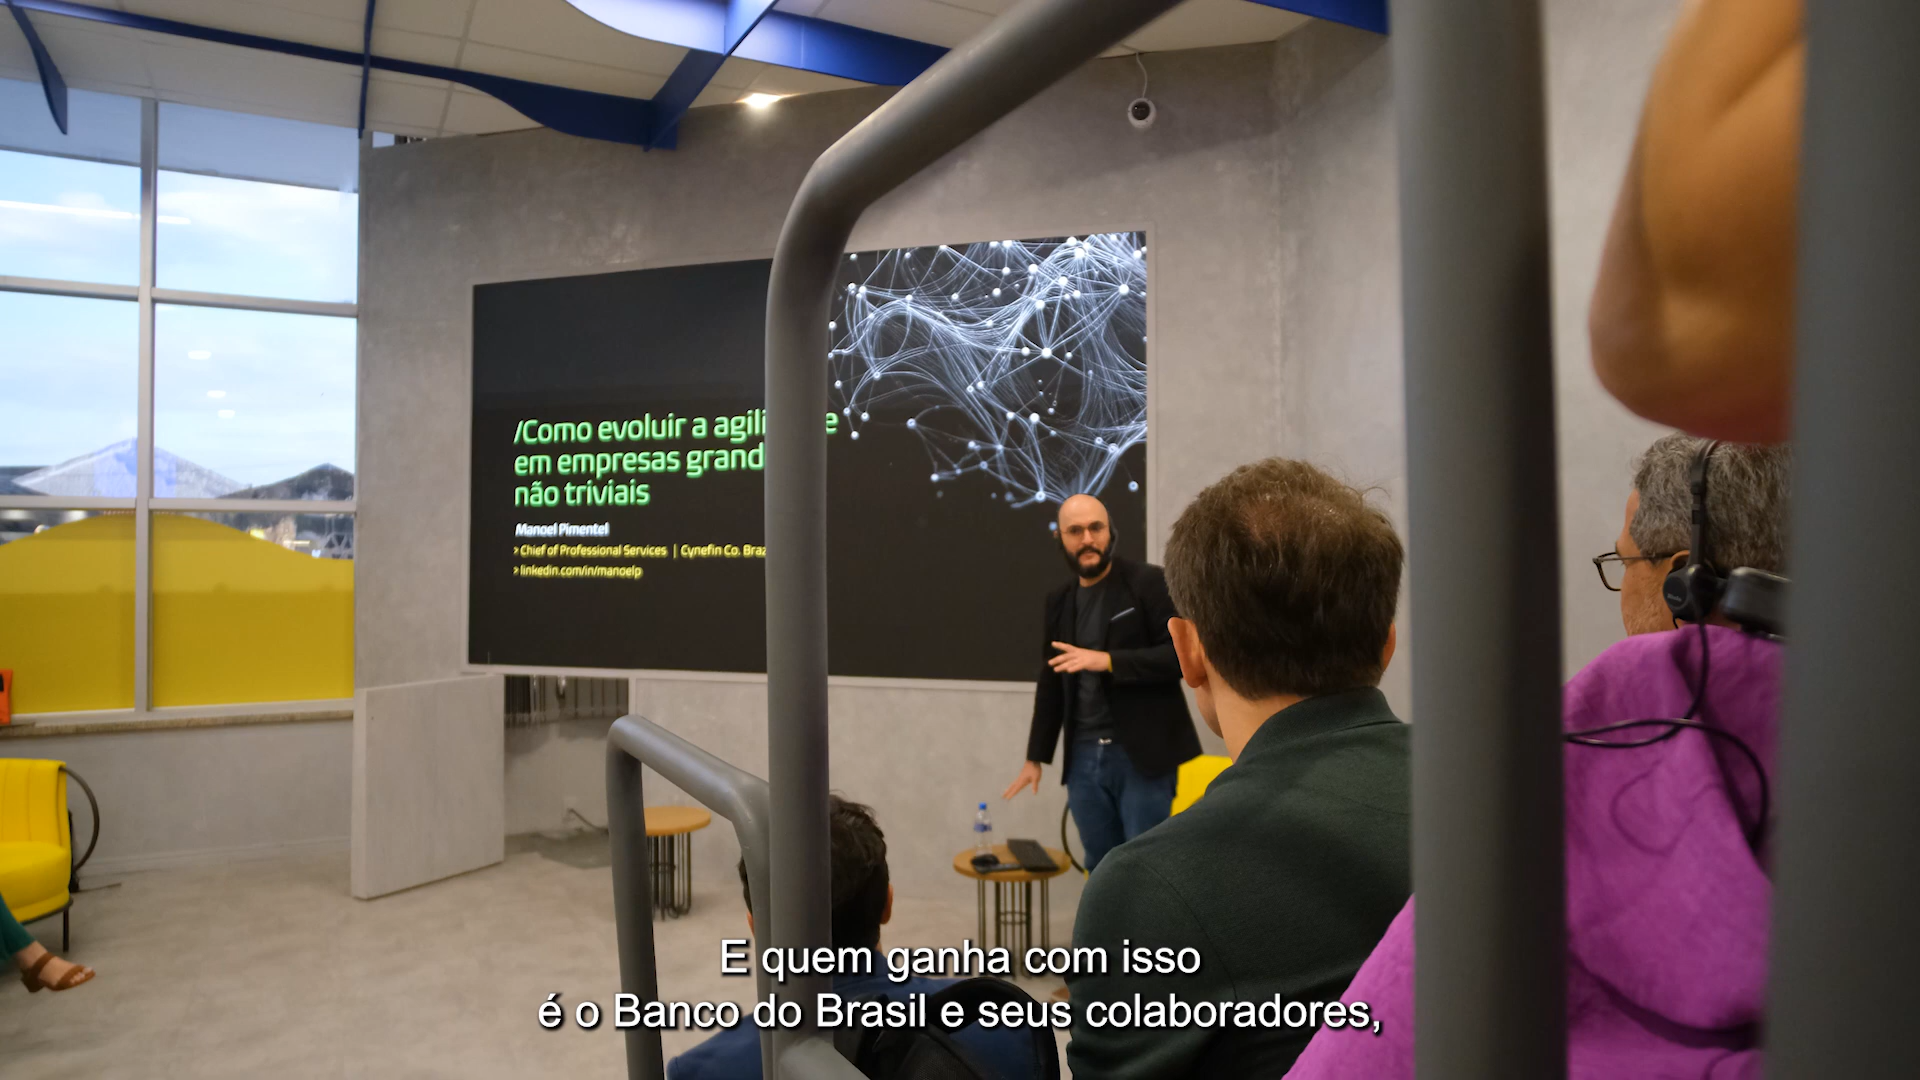 /Como evoluir a agili e
em empresas grand
não triviais
Manoel Pimentel
> Chief of Professional Services | Cynefin Co. Braz
> linkedin.com/in/manoelp
E quem ganha com isso
é o Banco do Brasil e seus colaboradores,